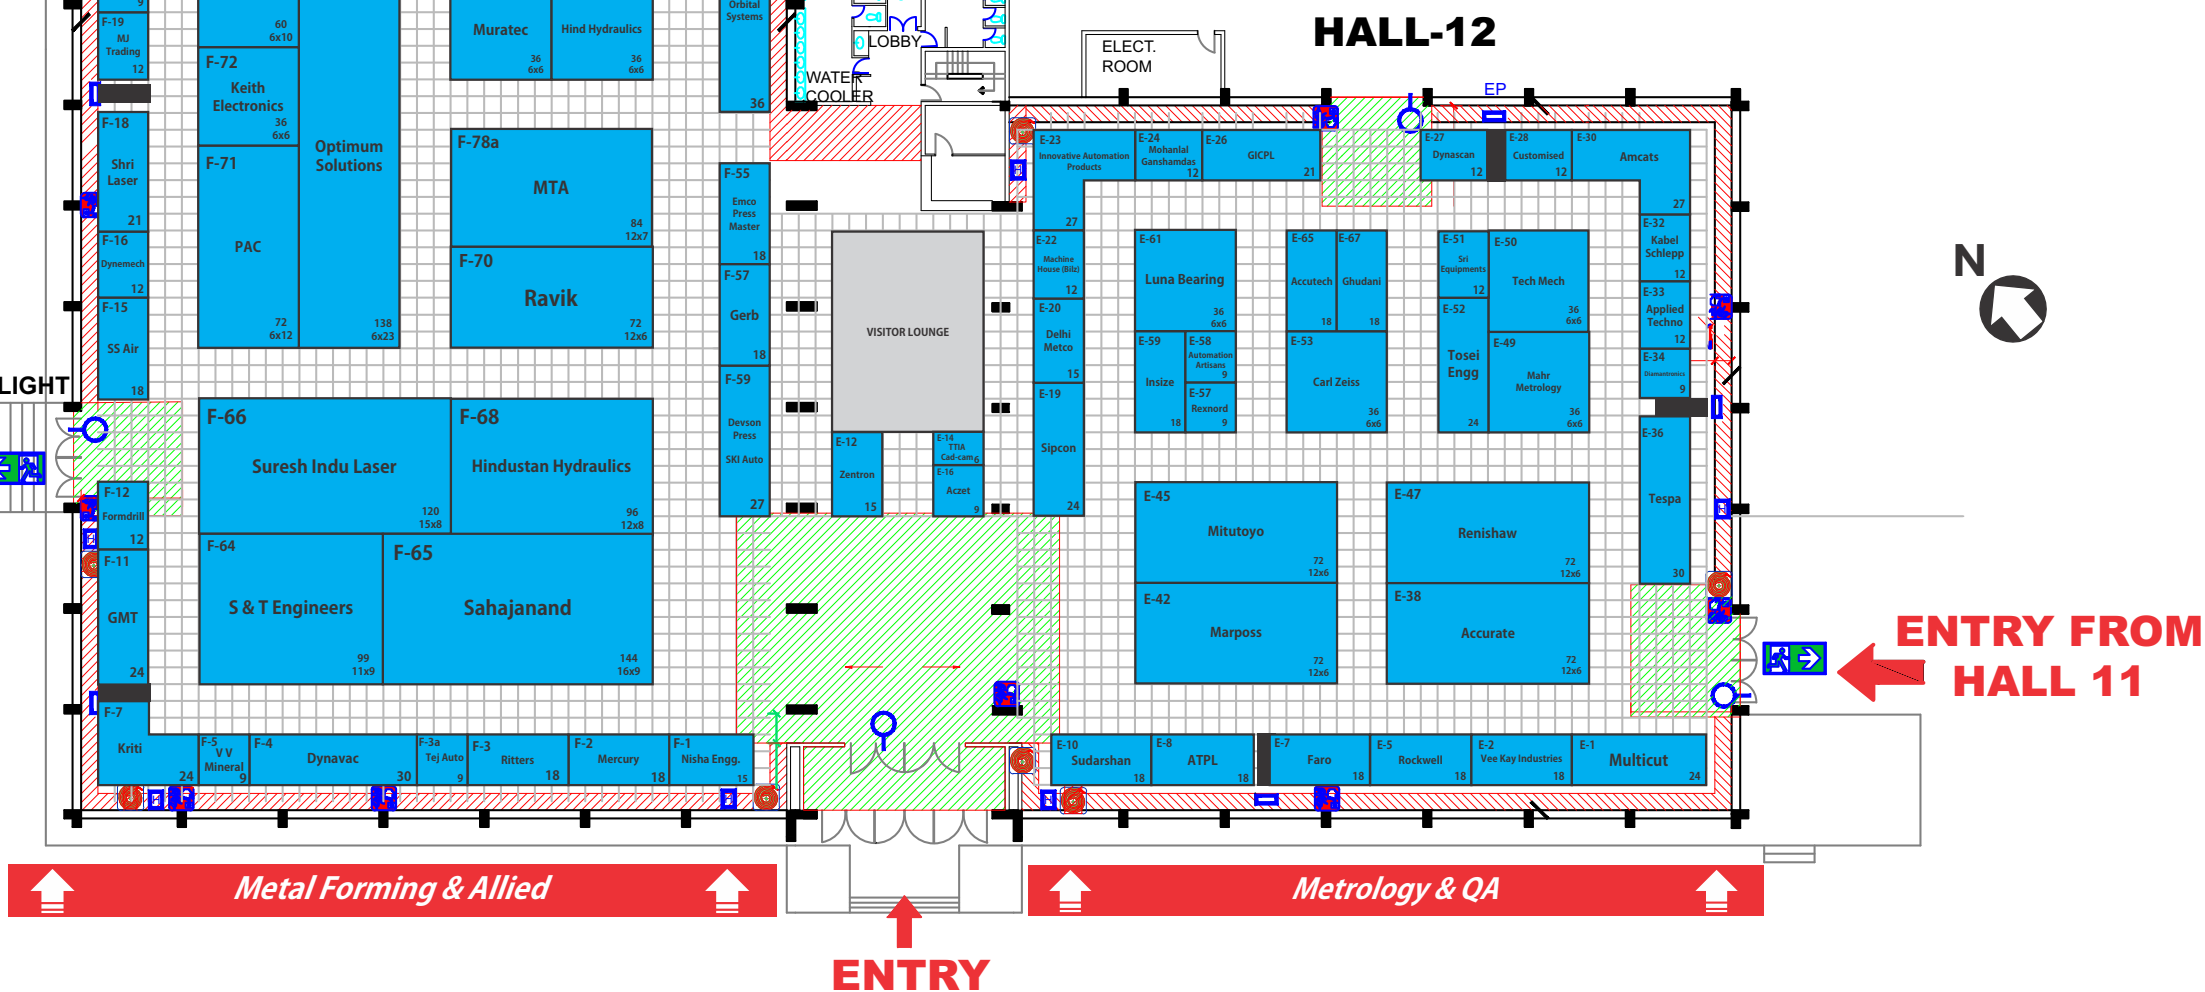 HALL-12
9
F-19
MJ
Trading
12
60
6x10
F-72
Keith
Electronics
36
6x6
Muratec
36
6x6
Hind Hydraulics
36
6x6
Orbital
Systems
36
LOBBY
WATER
COOLER
ELECT.
ROOM
EP
N
F-18
Shri
Laser
21
F-71
PAC
72
6x12
Optimum
Solutions
138
6x23
F-78a
MTA
84
12x7
F-70
Ravik
72
12x6
F-16
Dynemech
12
F-15
SS Air
18
F-55
Emco
Press
Master
18
F-57
Gerb
18
F-59
Devson
Press
SKI Auto
27
VISITOR LOUNGE
E-12
Zentron
15
E-14
TTIA
Cad-cam 6
E-16
Aczet
9
LIGHT
F-66
Suresh Indu Laser
120
15x8
F-68
Hindustan Hydraulics
96
12x8
F-64
S & T Engineers
99
11x9
F-65
Sahajanand
144
16x9
F-12
Formdrill
12
F-11
GMT
24
F-7
Kriti
24
F-5
V V
Mineral
9
F-4
Dynavac
30
F-3a
Tej Auto
9
F-3
Ritters
18
F-2
Mercury
18
F-1
Nisha Engg.
15
E-23
Innovative Automation
Products
27
E-24
Mohanlal
Ganshamdas
12
E-26
GICPL
21
E-27
Dynascan
12
E-28
Customised
12
E-30
Amcats
27
E-22
Machine
House (Bilz)
12
E-20
Delhi
Metco
15
E-19
Sipcon
24
E-61
Luna Bearing
36
6x6
E-59
Insize
18
E-58
Automation
Artisans
9
E-57
Rexnord
9
E-65
Accutech
18
E-67
Ghudani
18
E-53
Carl Zeiss
36
6x6
E-51
Sri
Equipments
12
E-50
Tech Mech
36
6x6
E-52
Tosei
Engg
24
E-49
Mahr
Metrology
36
6x6
E-32
Kabel
Schlepp
12
E-33
Applied
Techno
12
E-34
Diamantronics
9
E-36
Tespa
30
E-45
Mitutoyo
72
12x6
E-47
Renishaw
72
12x6
E-42
Marposs
72
12x6
E-38
Accurate
72
12x6
E-10
Sudarshan
18
E-8
ATPL
18
E-7
Faro
18
E-5
Rockwell
18
E-2
Vee Kay Industries
18
E-1
Multicut
24
ENTRY FROM
HALL 11
Metal Forming & Allied
Metrology & QA
ENTRY